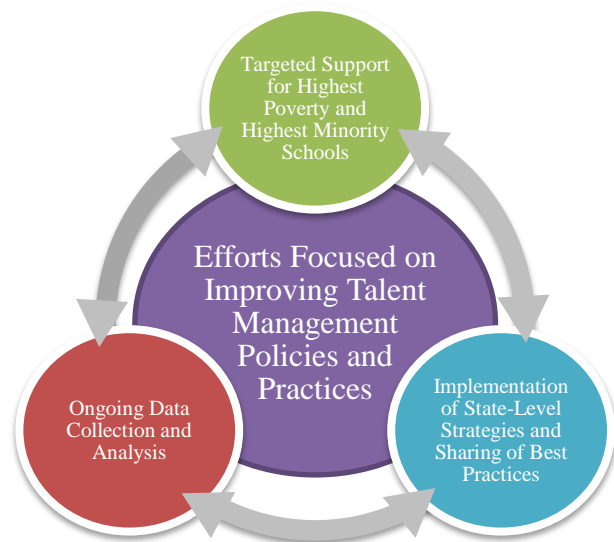 Targeted Support
for Highest
Poverty and
Highest Minority
Schools
Efforts Focused on
Improving Talent
Management
Policies and
Practices
Ongoing Data
Collection and
Analysis
Implementation
of State-Level
Strategies and
Sharing of Best
Practices